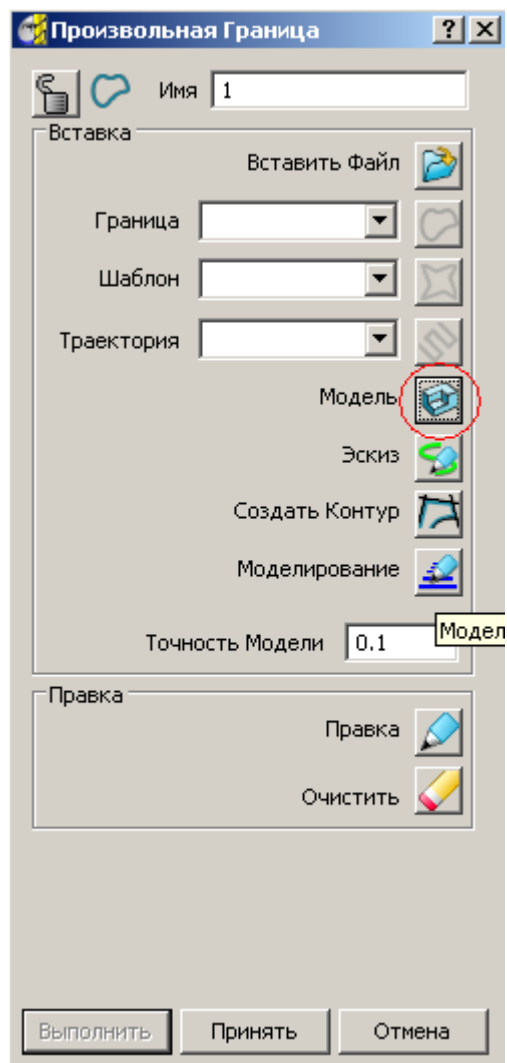 Произвольная Граница
Имя 1
Вставка
Вставить Файл
Граница
Шаблон
Траектория
Модель
Эскиз
Создать Контур
Моделирование
Модел
Точность Модели 0.1
Правка
Правка
Очистить
Выполнить Принять Отмена